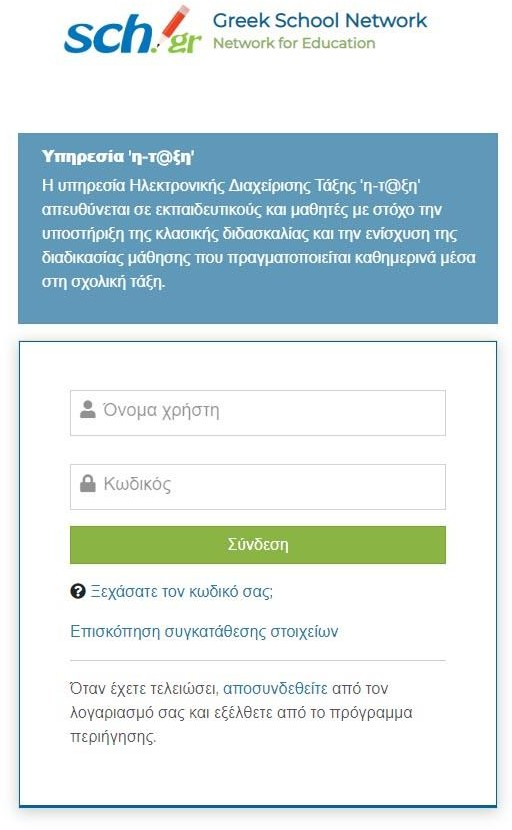 sch.gr Greek School Network
Network for Education
Υπηρεσία 'η-τ@ξη'
Η υπηρεσία Ηλεκτρονικής Διαχείρισης Τάξης 'η-τ@ξη'
απευθύνεται σε εκπαιδευτικούς και μαθητές με στόχο την
υποστήριξη της κλασικής διδασκαλίας και την ενίσχυση της
διαδικασίας μάθησης που πραγματοποιείται καθημερινά μέσα
στη σχολική τάξη.
Όνομα χρήστη
Κωδικός
Σύνδεση
Ξεχάσατε τον κωδικό σας;
Επισκόπηση συγκατάθεσης στοιχείων
Όταν έχετε τελειώσει, αποσυνδεθείτε από τον
λογαριασμό σας και εξέλθετε από το πρόγραμμα
περιήγησης.